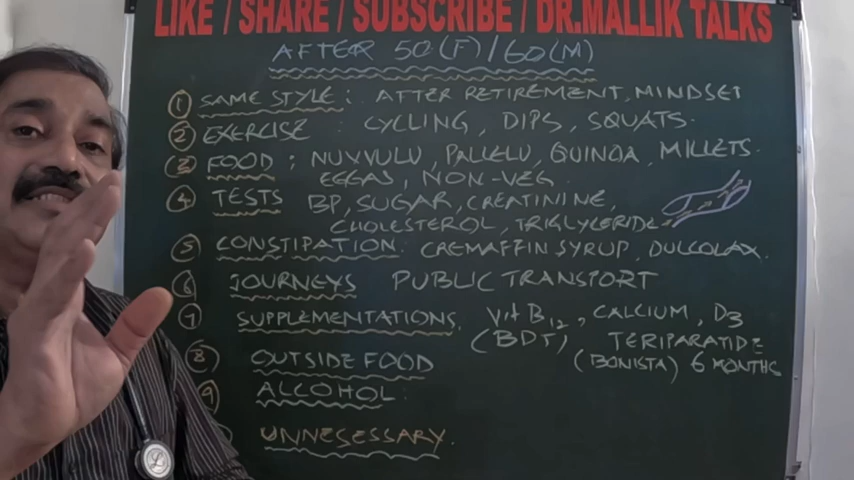 LIKE / SHARE / SUBSCRIBE / DR.MALLIK TALKS
AFTER 50(F)/60(M)
1 SAME STYLE: AFTER RETIREMENT, MINDSET
2 EXERCISE : CYCLING, DIPS, SQUATS.
3 FOOD : NUVVULU, PALLELU, QUINOA, MILLETS.
EGGAS, NON-VEG
4 TESTS BP, SUGAR, CREATININE,
CHOLESTEROL, TRIGLYCERIDE
5 CONSTIPATION: CREMAFFIN SYRUP, DULCOLAX.
6 JOURNEYS PUBLIC TRANSPORT
7 SUPPLEMENTATIONS. Vit B12, CALCIUM, D3
(BDT) TERIPARATIDE
(BONISTA) 6 MONTHS
8 OUTSIDE FOOD
9 ALCOHOL.
UNNESESSARY.